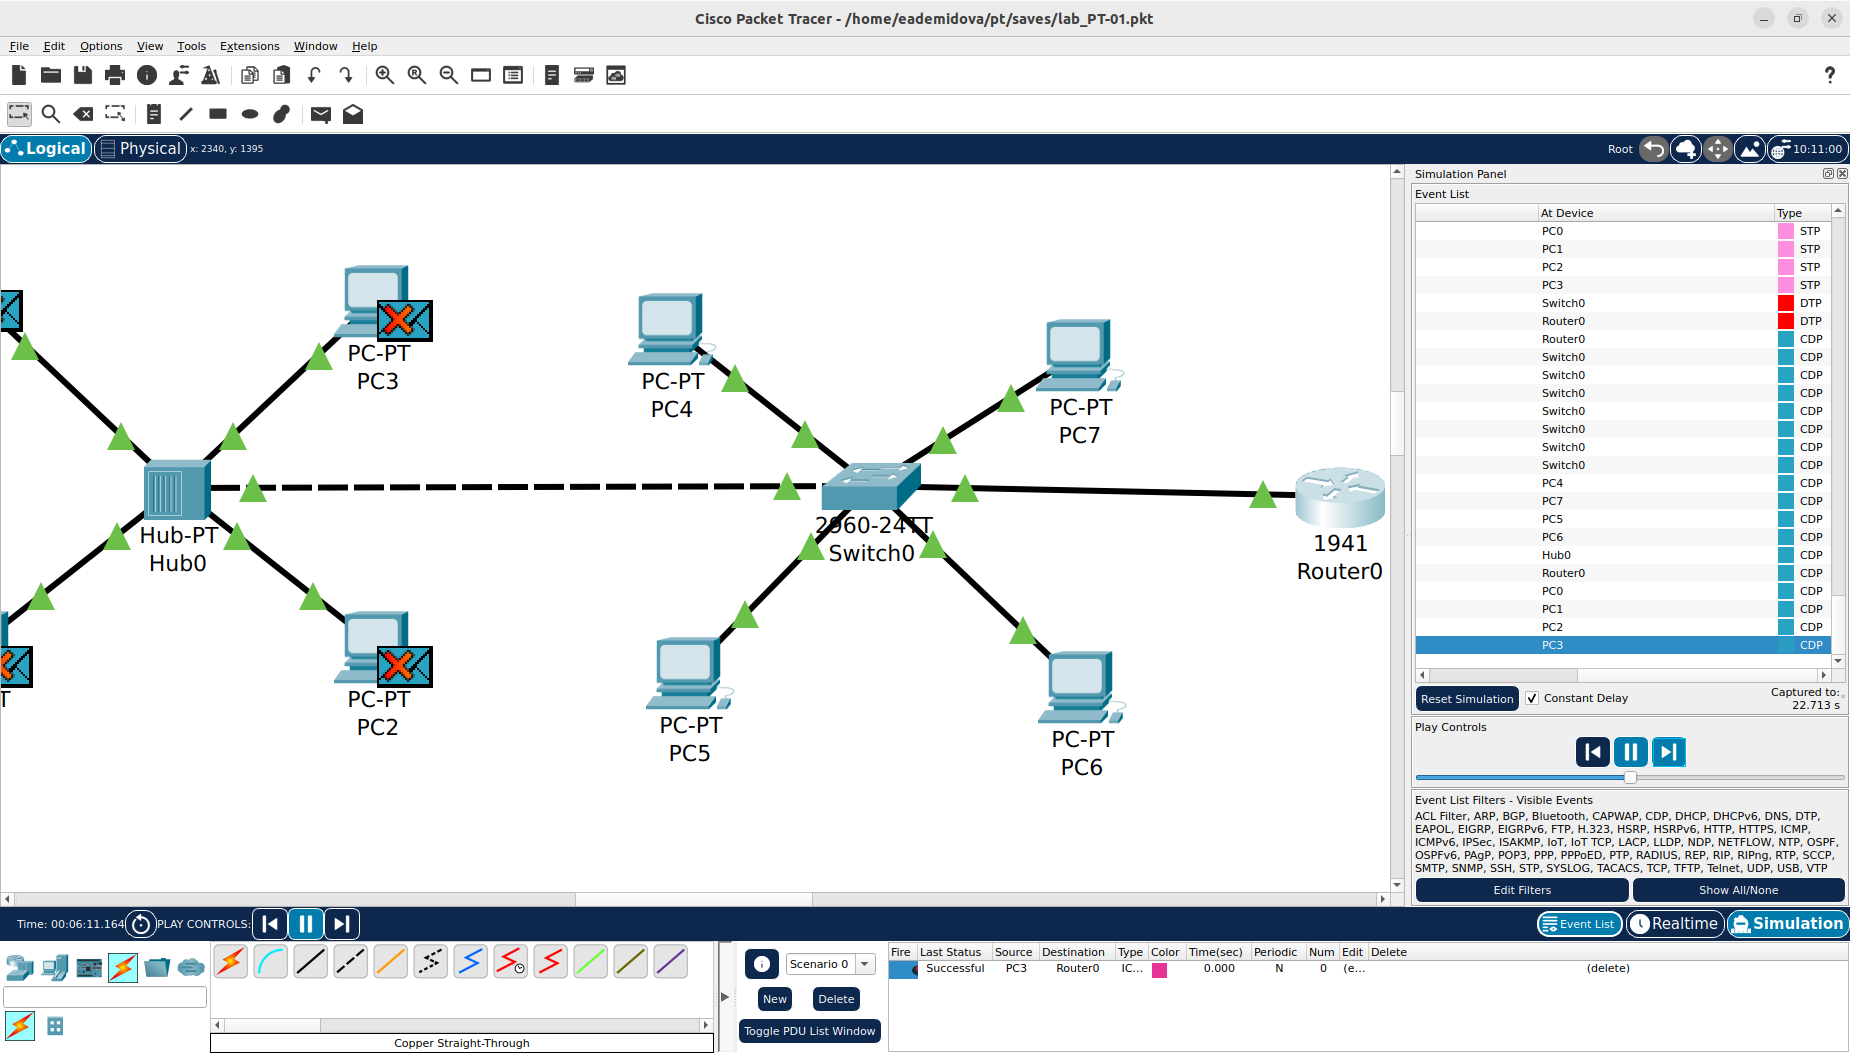 Cisco Packet Tracer - /home/eademidova/pt/saves/lab_PT-01.pkt
File Edit Options View Tools Extensions Window Help
Logical Physical x: 2340, y: 1395 Root 10:11:00
PC-PT
PC3
PC-PT
PC4
PC-PT
PC7
Hub-PT
Hub0
2960-24TT
Switch0
1941
Router0
T
PC-PT
PC2
PC-PT
PC5
PC-PT
PC6
Simulation Panel
Event List
At Device Type
PC0 STP
PC1 STP
PC2 STP
PC3 STP
Switch0 DTP
Router0 DTP
Router0 CDP
Switch0 CDP
Switch0 CDP
Switch0 CDP
Switch0 CDP
Switch0 CDP
Switch0 CDP
Switch0 CDP
PC4 CDP
PC7 CDP
PC5 CDP
PC6 CDP
Hub0 CDP
Router0 CDP
PC0 CDP
PC1 CDP
PC2 CDP
PC3 CDP
Reset Simulation Constant Delay Captured to:
22.713 s
Play Controls
Event List Filters - Visible Events
ACL Filter, ARP, BGP, Bluetooth, CAPWAP, CDP, DHCP, DHCPv6, DNS, DTP,
EAPOL, EIGRP, EIGRPv6, FTP, H.323, HSRP, HSRPv6, HTTP, HTTPS, ICMP,
ICMPv6, IPSec, ISAKMP, IoT, IoT TCP, LACP, LLDP, NDP, NETFLOW, NTP, OSPF,
OSPFv6, PAgP, POP3, PPP, PPPoED, PTP, RADIUS, REP, RIP, RIPng, RTP, SCCP,
SMTP, SNMP, SSH, STP, SYSLOG, TACACS, TCP, TFTP, Telnet, UDP, USB, VTP
Edit Filters Show All/None
Time: 00:06:11.164 PLAY CONTROLS: Event List Realtime Simulation
Scenario 0
New Delete
Toggle PDU List Window
Copper Straight-Through
Fire Last Status Source Destination Type Color Time(sec) Periodic Num Edit Delete
Successful PC3 Router0 IC... 0.000 N 0 (e... (delete)